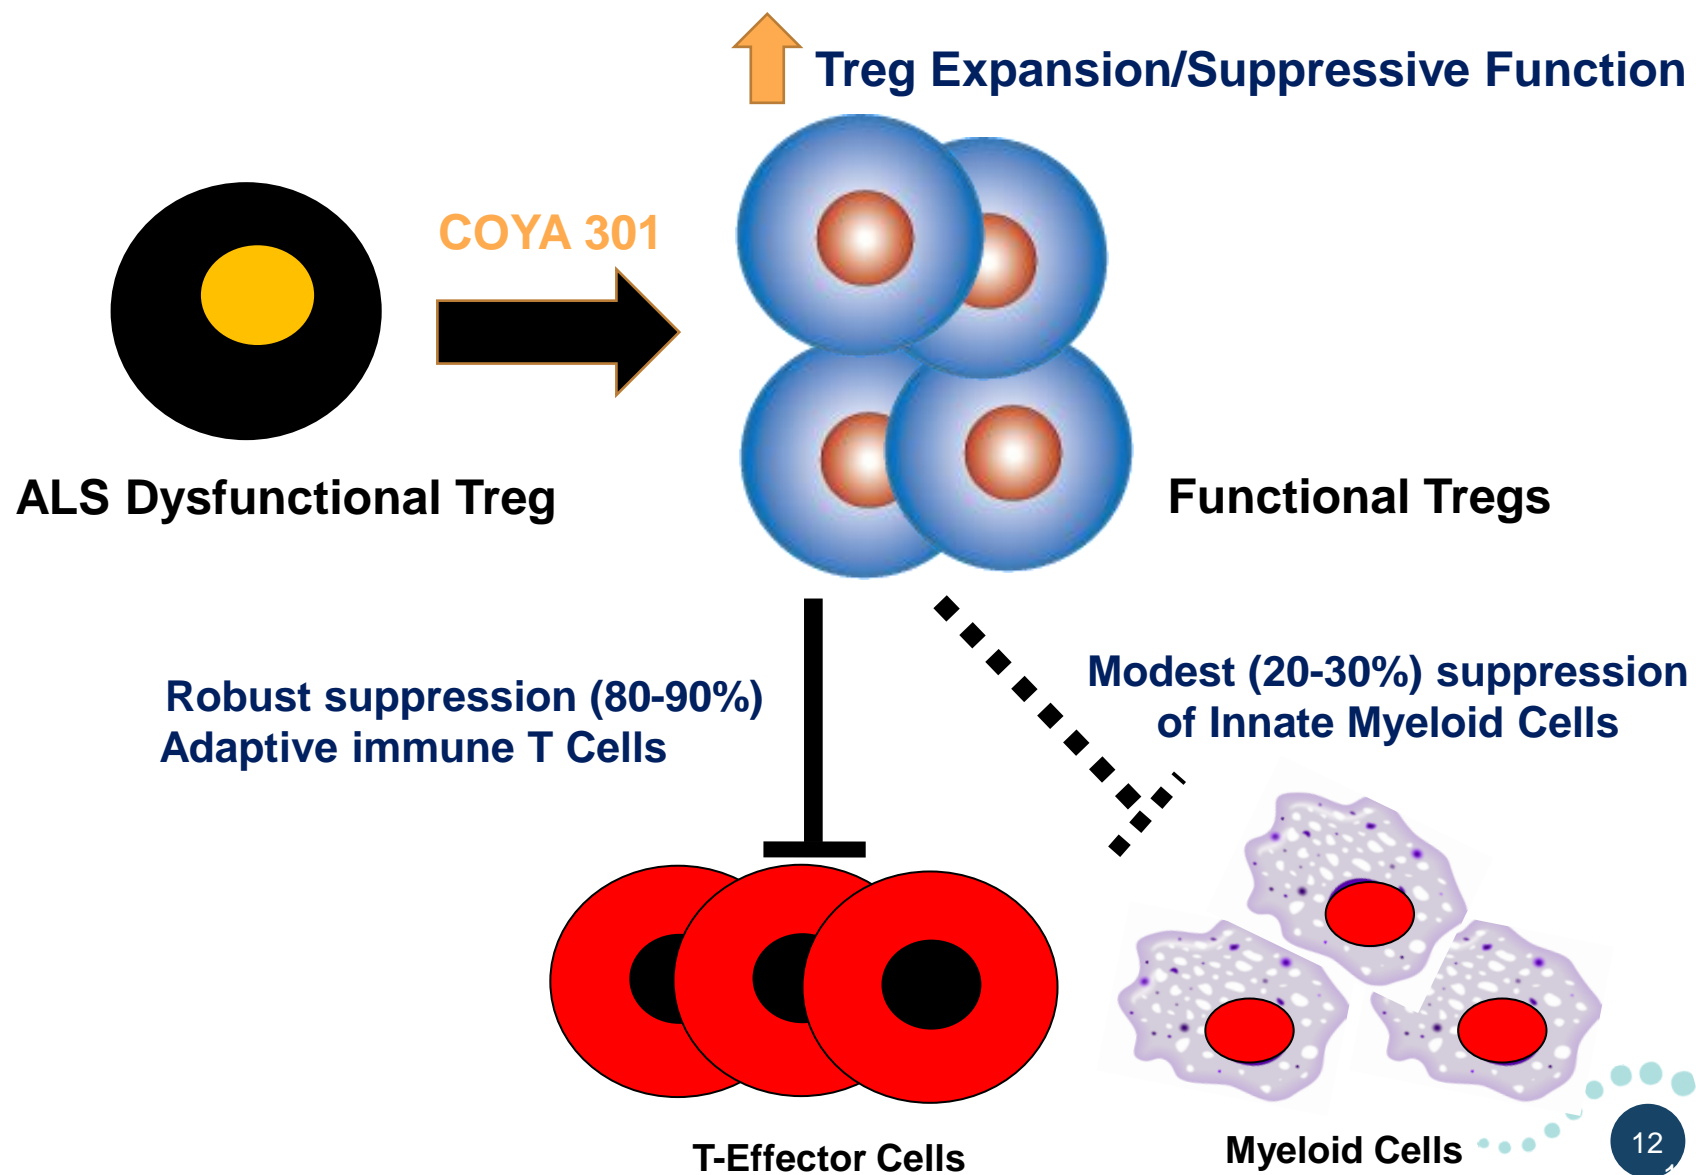 Treg Expansion/Suppressive Function
COYA 301
ALS Dysfunctional Treg
Functional Tregs
Robust suppression (80-90%)
Adaptive immune T Cells
Modest (20-30%) suppression
of Innate Myeloid Cells
T-Effector Cells
Myeloid Cells
12